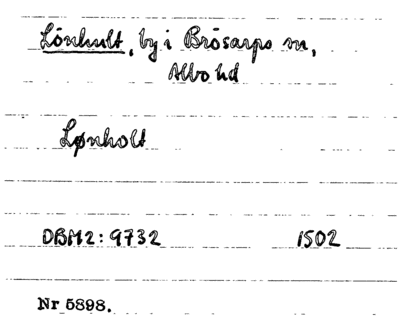 Lönhult, by i Brösarps sn,
Albo hd
Lønholt
DBM2: 9732 1502
Nr 5898.